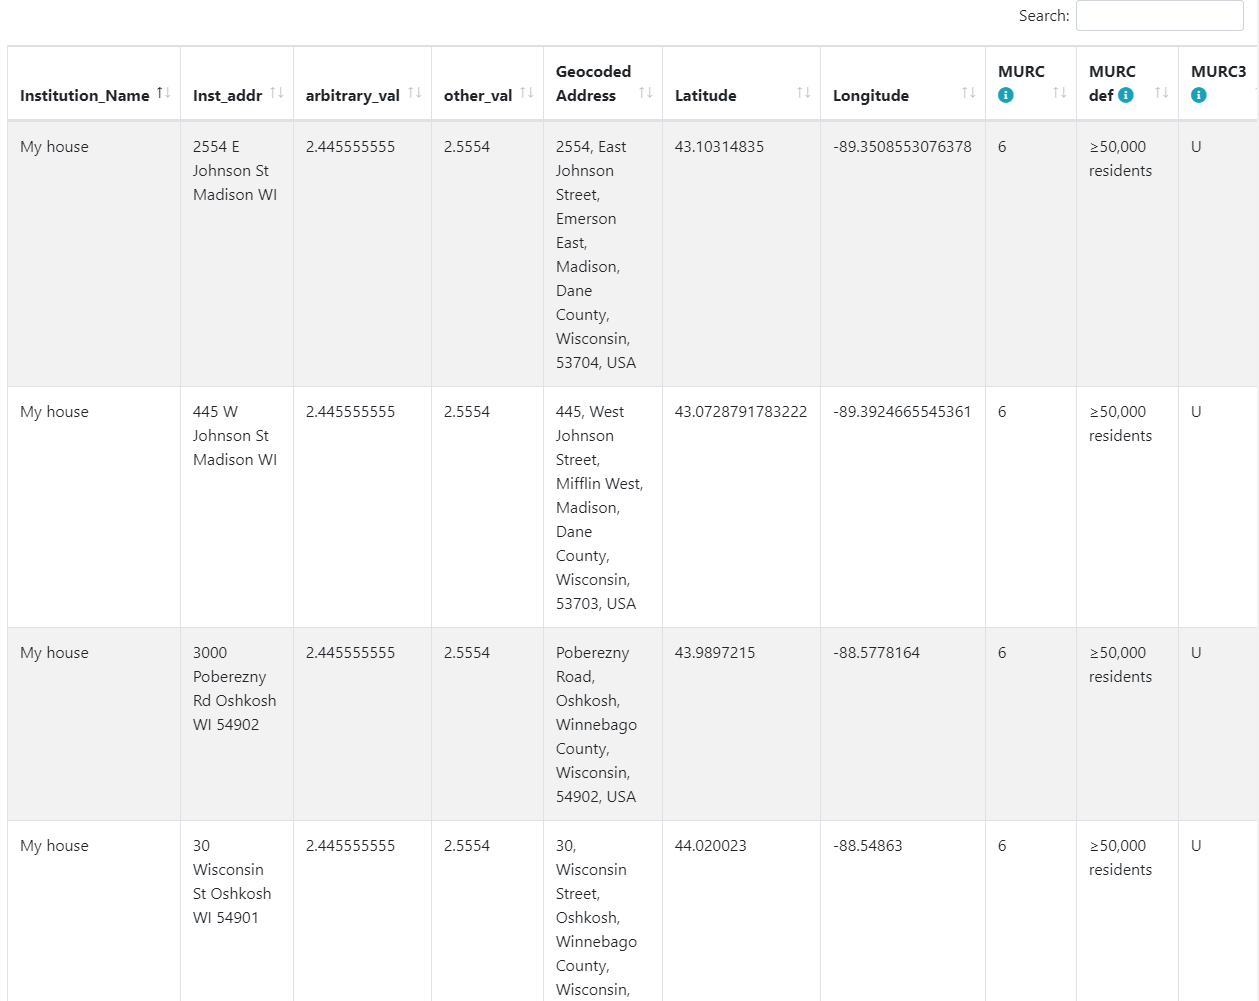 Search:
Institution_Name
Inst_addr
arbitrary_val
other_val
Geocoded
Address
Latitude
Longitude
MURC
MURC
def
MURC3
My house
2554 E
Johnson St
Madison WI
2.445555555
2.5554
2554, East
Johnson
Street,
Emerson
East,
Madison,
Dane
County,
Wisconsin,
53704, USA
43.10314835
-89.3508553076378
6
≥50,000
residents
U
My house
445 W
Johnson St
Madison WI
2.445555555
2.5554
445, West
Johnson
Street,
Mifflin West,
Madison,
Dane
County,
Wisconsin,
53703, USA
43.0728791783222
-89.3924665545361
6
≥50,000
residents
U
My house
3000
Poberezny
Rd Oshkosh
WI 54902
2.445555555
2.5554
Poberezny
Road,
Oshkosh,
Winnebago
County,
Wisconsin,
54902, USA
43.9897215
-88.5778164
6
≥50,000
residents
U
My house
30
Wisconsin
St Oshkosh
WI 54901
2.445555555
2.5554
30,
Wisconsin
Street,
Oshkosh,
Winnebago
County,
Wisconsin,
44.020023
-88.54863
6
≥50,000
residents
U